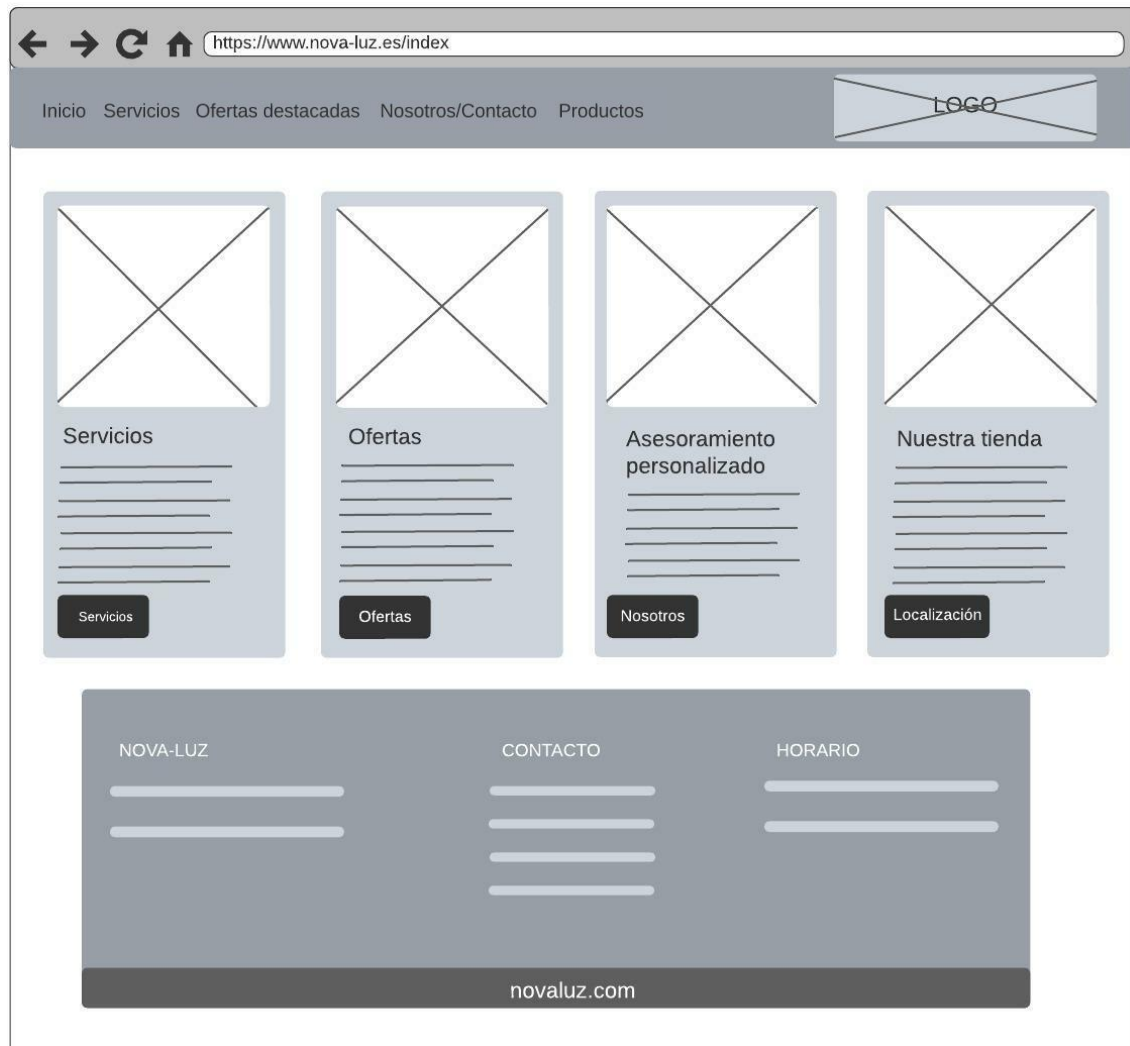 https://www.nova-luz.es/index
Inicio Servicios Ofertas destacadas Nosotros/Contacto Productos
LOGO
Servicios
Servicios
Ofertas
Ofertas
Asesoramiento
personalizado
Nosotros
Nuestra tienda
Localización
NOVA-LUZ
CONTACTO
HORARIO
novaluz.com